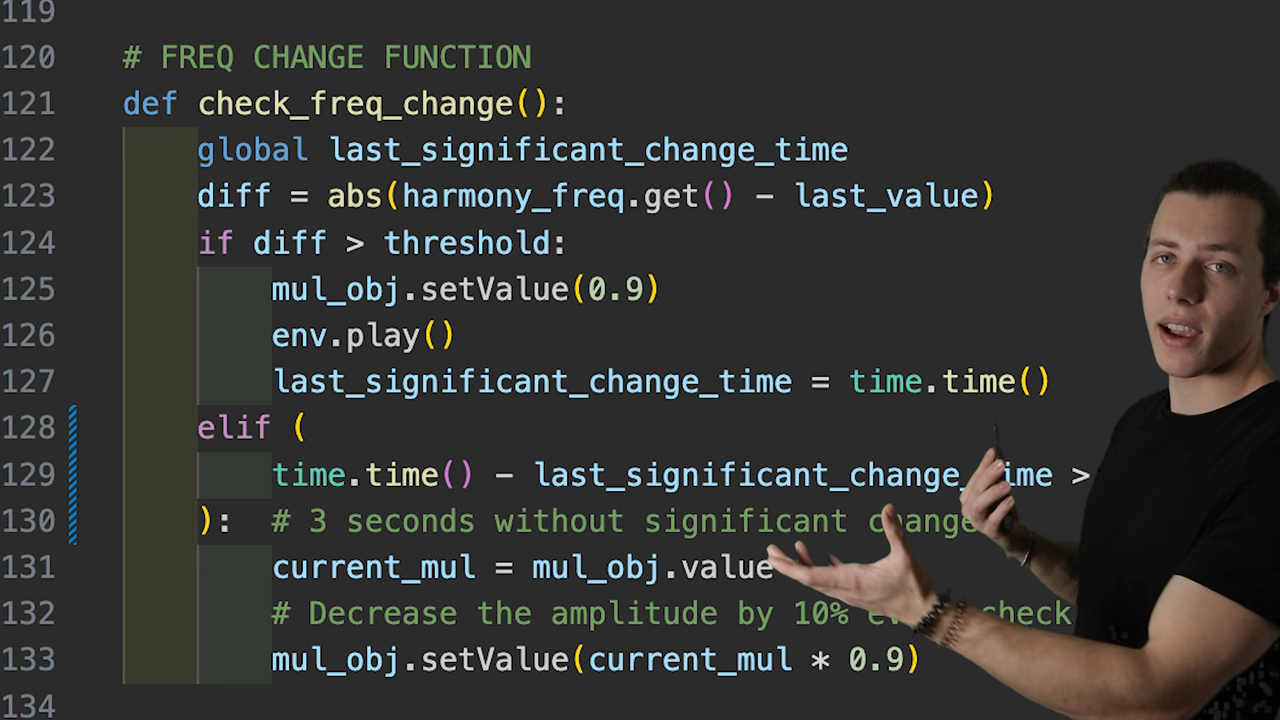 119
120 # FREQ CHANGE FUNCTION
121 def check_freq_change():
122 global last_significant_change_time
123 diff = abs(harmony_freq.get() - last_value)
124 if diff > threshold:
125 mul_obj.setValue(0.9)
126 env.play()
127 last_significant_change_time = time.time()
128 elif (
129 time.time() - last_significant_change_time >
130 ): # 3 seconds without significant change
131 current_mul = mul_obj.value
132 # Decrease the amplitude by 10% check
133 mul_obj.setValue(current_mul * 0.9)
134